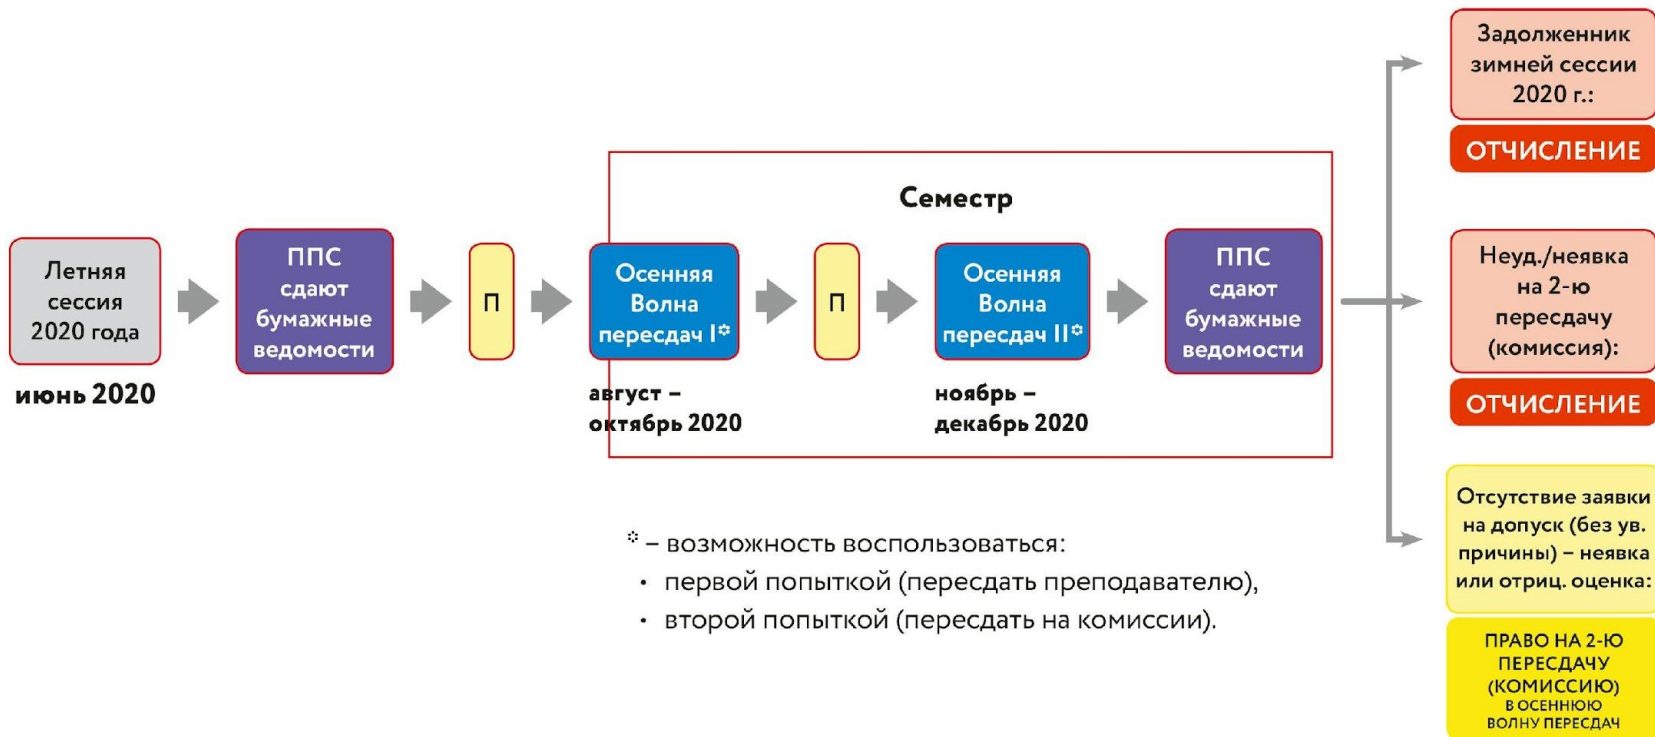 Летняя
сессия
2020 года
июнь 2020
ППС
сдают
бумажные
ведомости
П
Семестр
Осенняя
Волна
пересдач I*
август –
октябрь 2020
П
Осенняя
Волна
пересдач II*
ноябрь –
декабрь 2020
ППС
сдают
бумажные
ведомости
Задолженник
зимней сессии
2020 г.:
ОТЧИСЛЕНИЕ
Неуд./неявка
на 2-ю
пересдачу
(комиссия):
ОТЧИСЛЕНИЕ
Отсутствие заявки
на допуск (без ув.
причины) – неявка
или отриц. оценка:
ПРАВО НА 2-Ю
ПЕРЕСДАЧУ
(КОМИССИЮ)
В ОСЕННЮЮ
ВОЛНУ ПЕРЕСДАЧ
* – возможность воспользоваться:
• первой попыткой (пересдать преподавателю),
• второй попыткой (пересдать на комиссии).